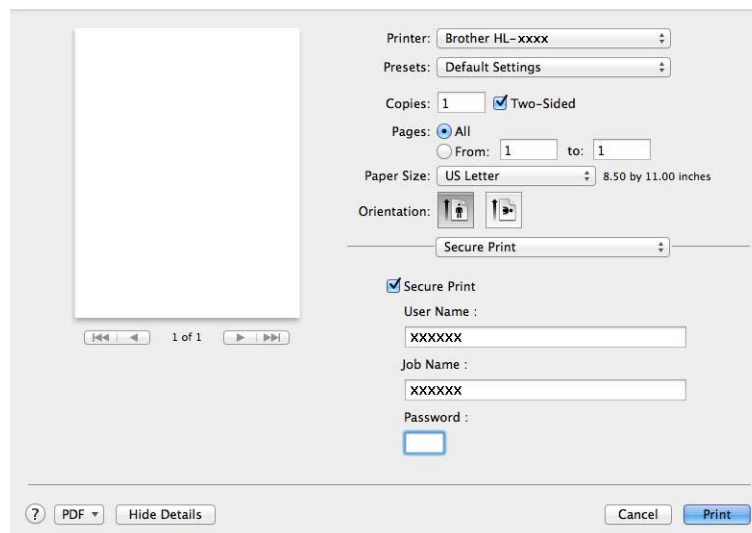 Printer: Brother HL-xxxx
Presets: Default Settings
Copies: 1 Two-Sided
Pages: All
From: 1 to: 1
Paper Size: US Letter 8.50 by 11.00 inches
Orientation:
Secure Print
Secure Print
User Name :
XXXXXX
Job Name :
XXXXXX
Password :
1 of 1
? PDF Hide Details Cancel Print